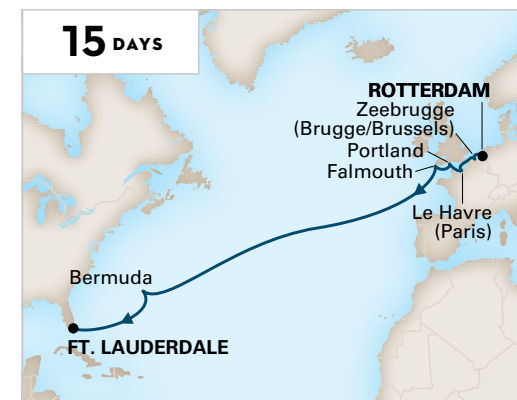 15 DAYS
ROTTERDAM
Zeebrugge
(Brugge/Brussels)
Portland
Falmouth
Le Havre
(Paris)
Bermuda
FT. LAUDERDALE